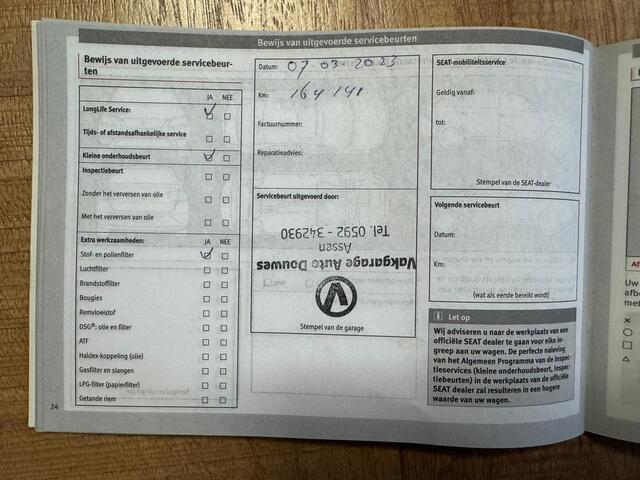 Bewijs van uitgevoerde servicebeurten
Bewijs van uitgevoerde servicebeur-
ten
JA NEE
LongLife Service:
Tijds- of afstandsafhankelijke service
Kleine onderhoudsbeurt
Inspectiebeurt
Zonder het verversen van olie
Met het verversen van olie
Extra werkzaamheden: JA NEE
Stof- en pollenfilter
Luchtfilter
Brandstoffilter
Bougies
Remvloeistof
DSG®: olie en filter
ATF
Haldex-koppeling (olie)
Gasfilter en slangen
LPG-filter (papierfilter)
Getande riem
24
Datum: 07-03-2023
Km: 164 141
Factuurnummer:
Reparatieadvies:
Servicebeurt uitgevoerd door:
Vakgarage Auto Douwes
Assen
Tel. 0592 - 342930
Stempel van de garage
SEAT-mobiliteitsservice
Geldig vanaf:
tot:
Stempel van de SEAT-dealer
Volgende servicebeurt
Datum:
Km:
(wat als eerste bereikt wordt)
i Let op
Wij adviseren u naar de werkplaats van een
officiële SEAT dealer te gaan voor elke in-
greep aan uw wagen. De perfecte naleving
van het Algemeen Programma van de Inspec-
tieservices (kleine onderhoudsbeurt, inspec-
tiebeurten) in de werkplaats van de officiële
SEAT dealer zal resulteren in een hogere
waarde van uw wagen.
Af
Uw
afbe
met